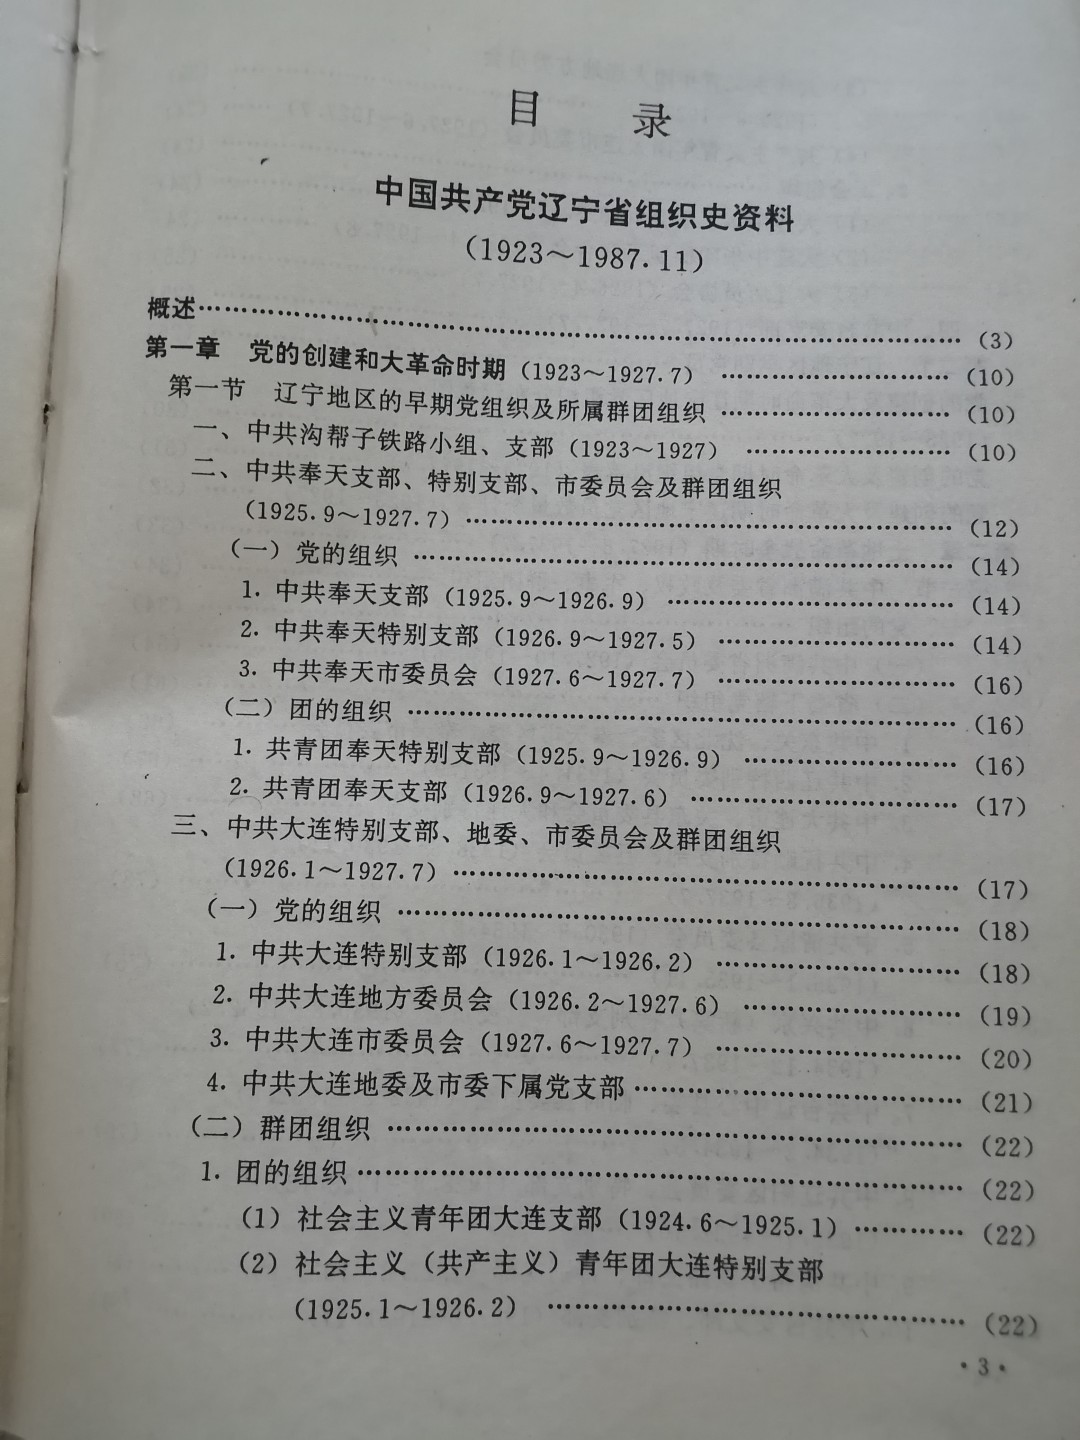 目 录
中国共产党辽宁省组织史资料
(1923～1987.11)
概述……………………………………………………………………… (3)
第一章 党的创建和大革命时期 (1923～1927.7) ……………………… (10)
第一节 辽宁地区的早期党组织及所属群团组织 ……………………… (10)
一、中共沟帮子铁路小组、支部 (1923～1927) …………………… (10)
二、中共奉天支部、特别支部、市委员会及群团组织
(1925.9～1927.7) ………………………………………………… (12)
(一) 党的组织 ……………………………………………………… (14)
1. 中共奉天支部 (1925.9～1926.9) …………………………… (14)
2. 中共奉天特别支部 (1926.9～1927.5) ……………………… (14)
3. 中共奉天市委员会 (1927.6～1927.7) ……………………… (16)
(二) 团的组织 ……………………………………………………… (16)
1. 共青团奉天特别支部 (1925.9～1926.9) …………………… (16)
2. 共青团奉天支部 (1926.9～1927.6) ………………………… (17)
三、中共大连特别支部、地委、市委员会及群团组织
(1926.1～1927.7) ………………………………………………… (17)
(一) 党的组织 ……………………………………………………… (18)
1. 中共大连特别支部 (1926.1～1926.2) ……………………… (18)
2. 中共大连地方委员会 (1926.2～1927.6) …………………… (19)
3. 中共大连市委员会 (1927.6～1927.7) ……………………… (20)
4. 中共大连地委及市委下属党支部 ……………………………… (21)
(二) 群团组织 ……………………………………………………… (22)
1. 团的组织 ……………………………………………………… (22)
(1) 社会主义青年团大连支部 (1924.6～1925.1) ………… (22)
(2) 社会主义 (共产主义) 青年团大连特别支部
(1925.1～1926.2) ……………………………………… (22)
·3·